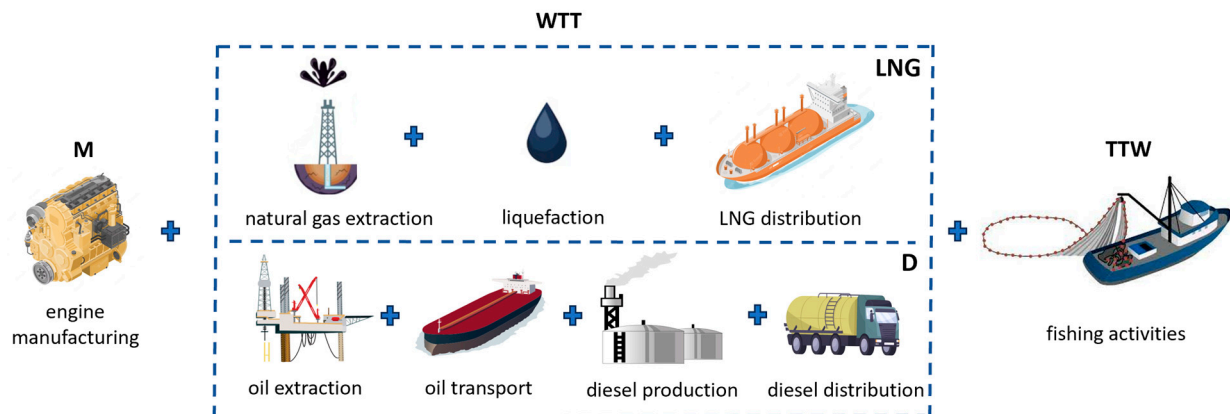 WTT
LNG
M
TTW
natural gas extraction
liquefaction
LNG distribution
D
engine
manufacturing
fishing activities
oil extraction
oil transport
diesel production
diesel distribution